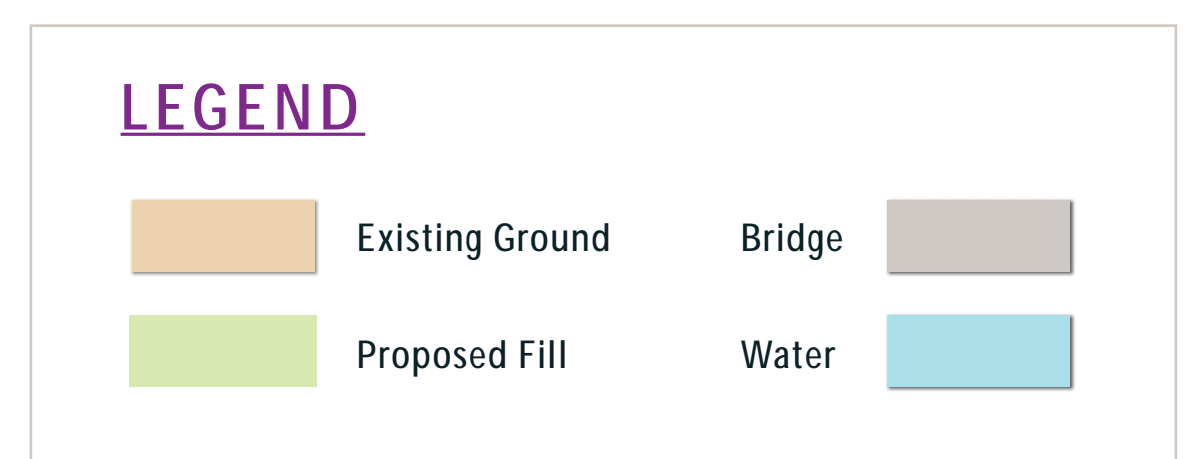 LEGEND
Existing Ground
Bridge
Proposed Fill
Water